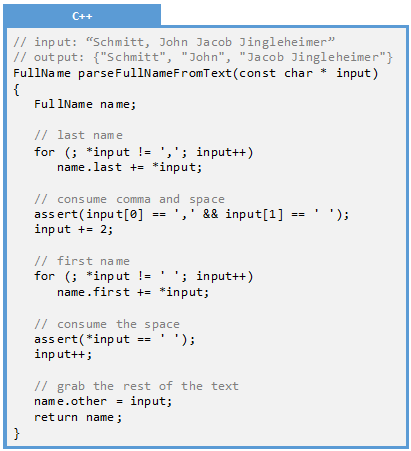 C++
// input: “Schmitt, John Jacob Jingleheimer”
// output: {"Schmitt", "John", "Jacob Jingleheimer"}
FullName parseFullNameFromText(const char * input)
{
   FullName name;
   // last name
   for (; *input != ','; input++)
      name.last += *input;
   // consume comma and space
   assert(input[0] == ',' && input[1] == ' ');
   input += 2;
   // first name
   for (; *input != ' '; input++)
      name.first += *input;
   // consume the space
   assert(*input == ' ');
   input++;
   // grab the rest of the text
   name.other = input;
   return name;
}